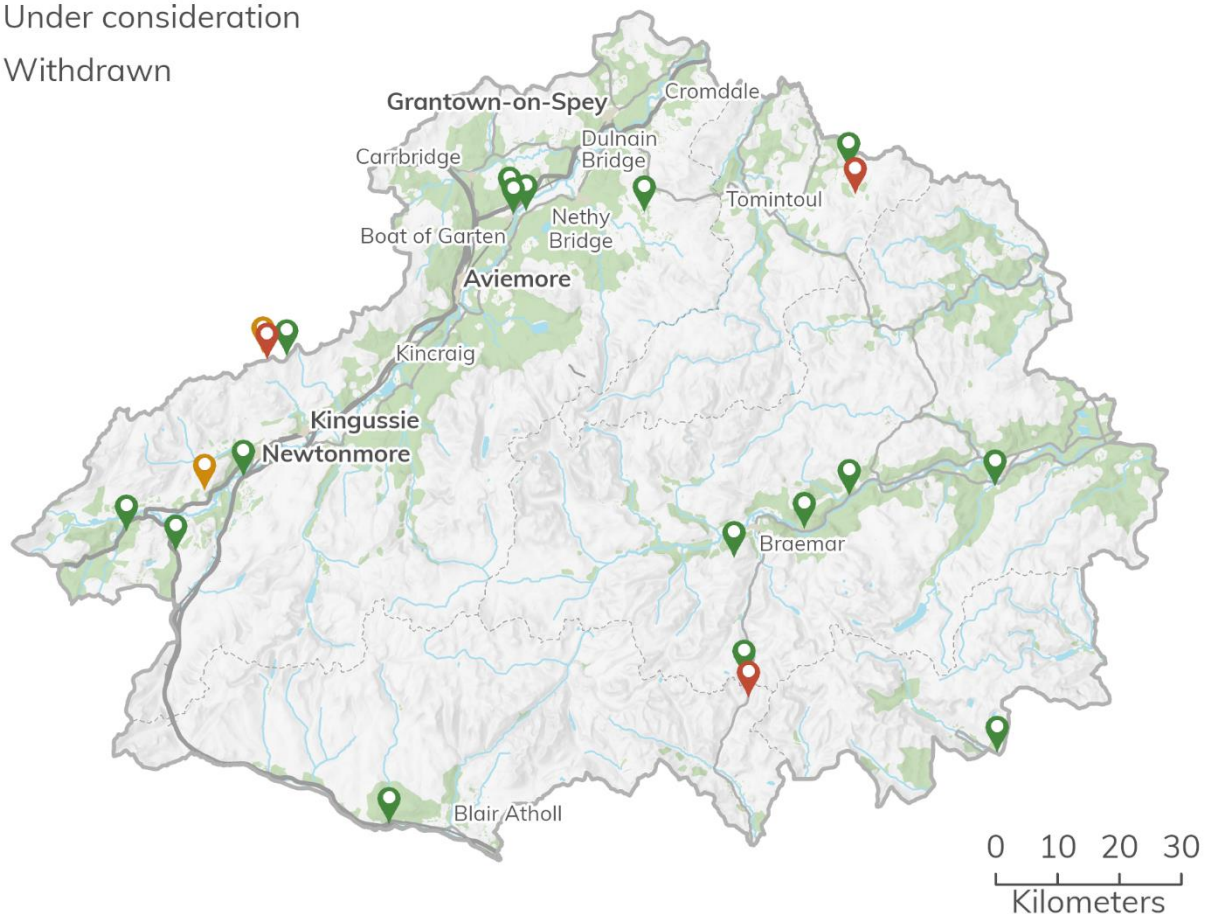 Under consideration
Withdrawn
Grantown-on-Spey
Cromdale
Carrbridge
Dulnain
Bridge
Tomintoul
Boat of Garten
Nethy
Bridge
Aviemore
Kincraig
Kingussie
Newtonmore
Braemar
Blair Atholl
0 10 20 30
Kilometers